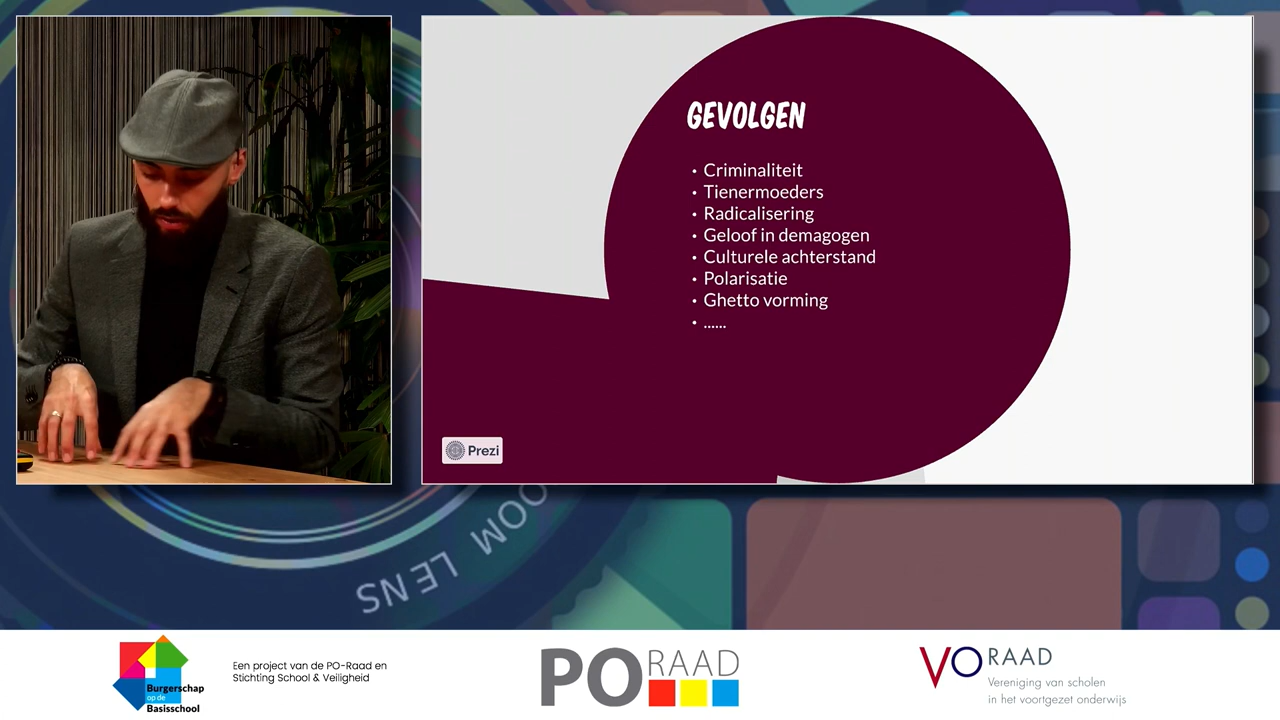 GEVOLGEN
• Criminaliteit
• Tienermoeders
• Radicalisering
• Geloof in demagogen
• Culturele achterstand
• Polarisatie
• Ghetto vorming
• ......
Prezi
OOM LENS
Burgerschap
op de
Basisschool
Een project van de PO-Raad en
Stichting School & Veiligheid
PO RAAD
VO RAAD
Vereniging van scholen
in het voortgezet onderwijs